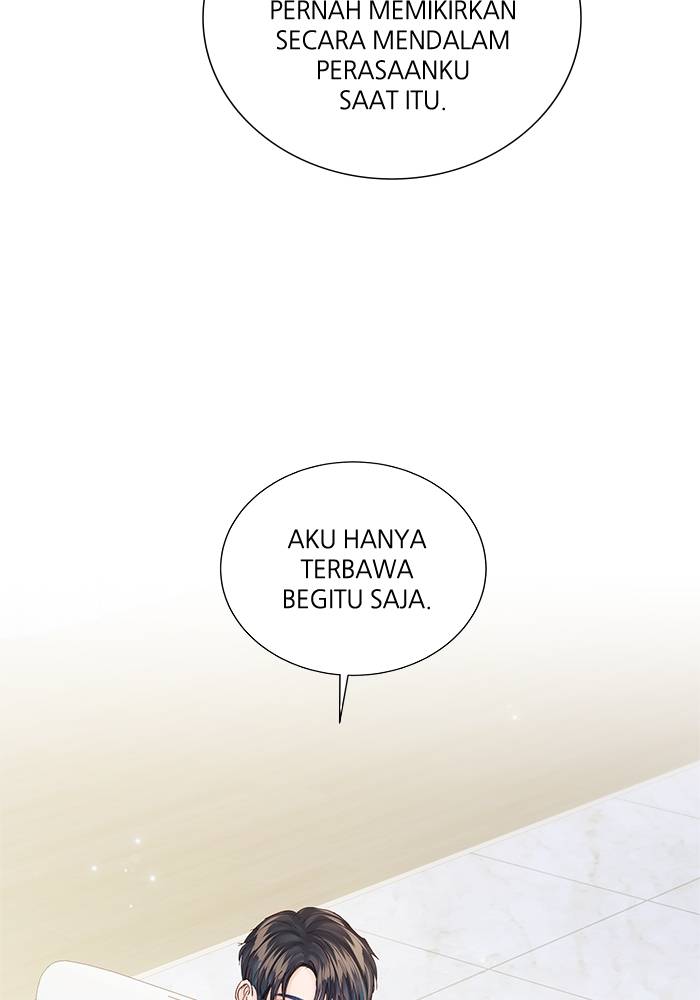 PERNAH MEMIKIRKAN
SECARA MENDALAM
PERASAANKU
SAAT ITU.
AKU HANYA
TERBAWA
BEGITU SAJA.